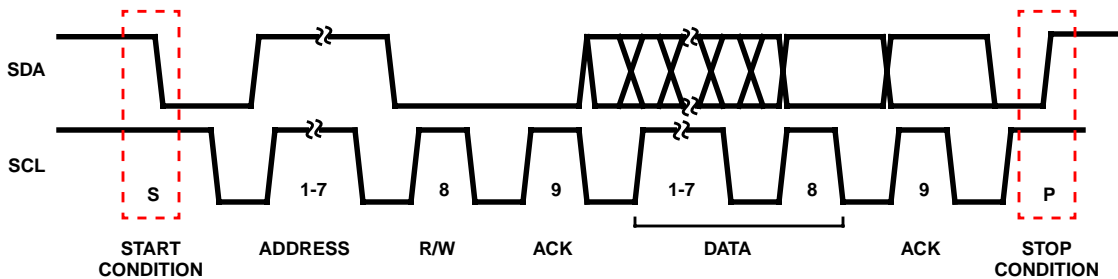 SDA
SCL
S
1-7
8
9
1-7
8
9
P
START
CONDITION
ADDRESS
R/W
ACK
DATA
ACK
STOP
CONDITION